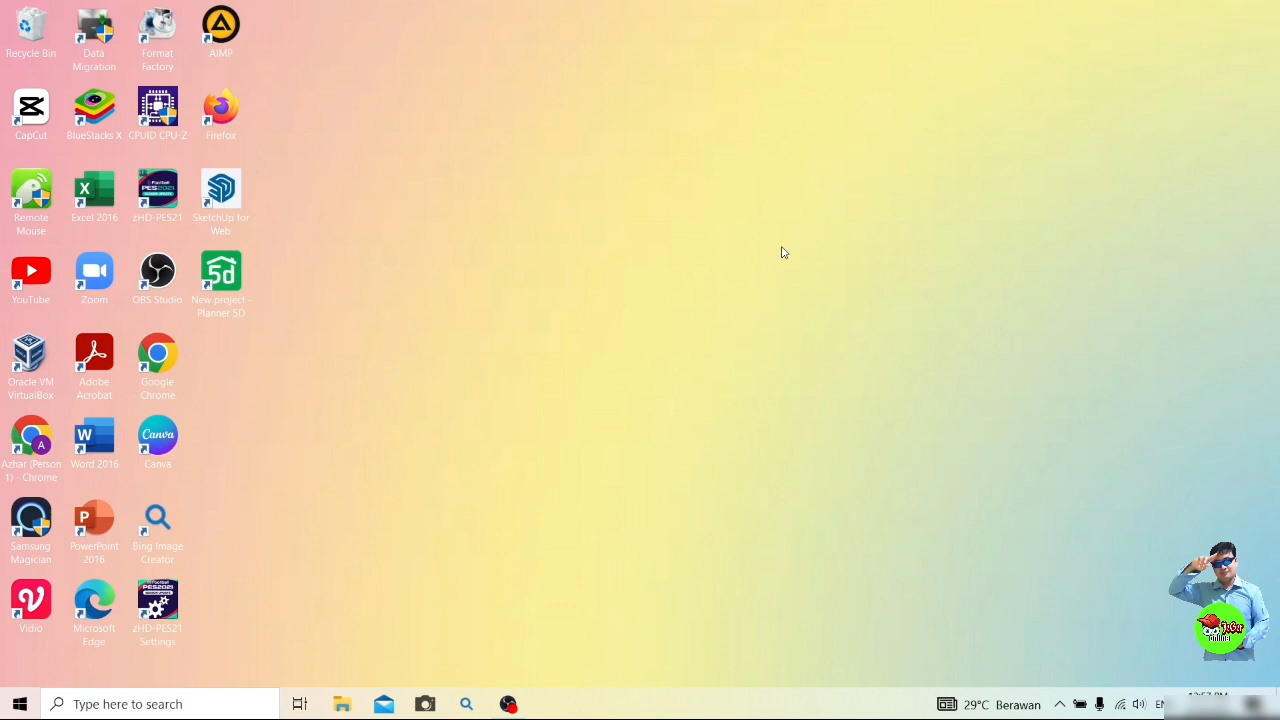 Recycle Bin
Data
Migration
Format
Factory
AIMP
CapCut
BlueStacks X
CPUID CPU-Z
Firefox
Remote
Mouse
Excel 2016
zHD-PES21
SketchUp for
Web
YouTube
Zoom
OBS Studio
New project -
Planner 5D
Oracle VM
VirtualBox
Adobe
Acrobat
Google
Chrome
Azhar (Person
1) - Chrome
Word 2016
Canva
Samsung
Magician
PowerPoint
2016
Bing Image
Creator
Vidio
Microsoft
Edge
zHD-PES21
Settings
Type here to search
29°C Berawan